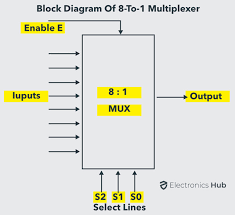 Block Diagram Of 8-To-1 Multiplexer
Enable E
8 : 1
MUX
Iuputs
Output
S2 S1 S0
Select Lines
Electronics Hub